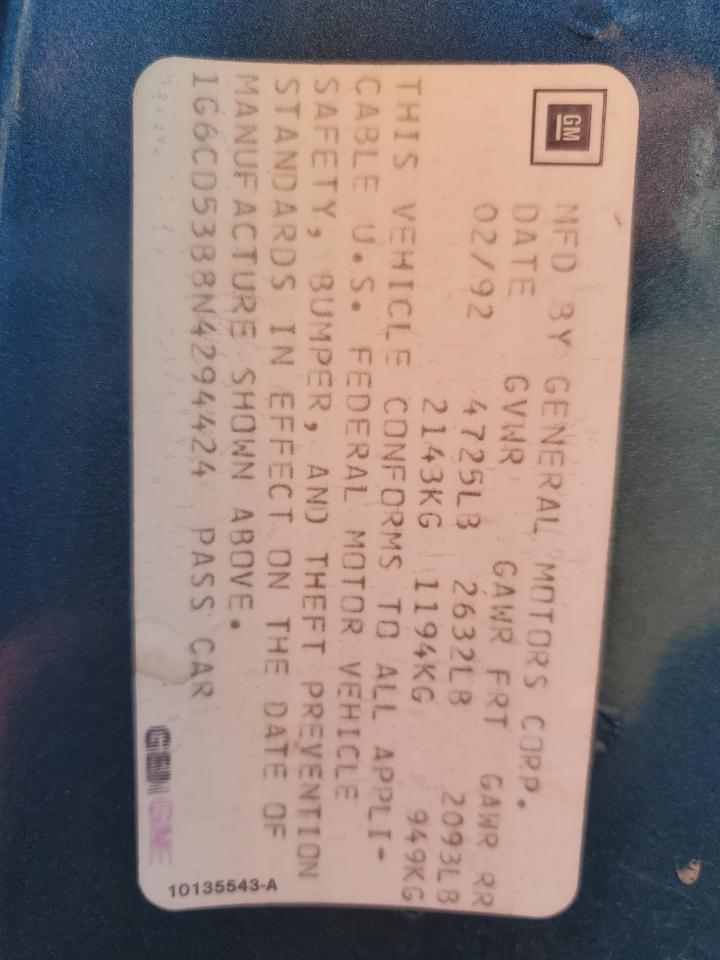 GM
MFD BY GENERAL MOTORS CORP.
DATE GVWR GAWR FRT GAWR RR
02/92 4725LB 2632LB 2093LB
2143KG 1194KG 949KG
THIS VEHICLE CONFORMS TO ALL APPLI-
CABLE U.S. FEDERAL MOTOR VEHICLE
SAFETY, BUMPER, AND THEFT PREVENTION
STANDARDS IN EFFECT ON THE DATE OF
MANUFACTURE SHOWN ABOVE.
1G6CD53B8N4294424 PASS CAR
10135543-A